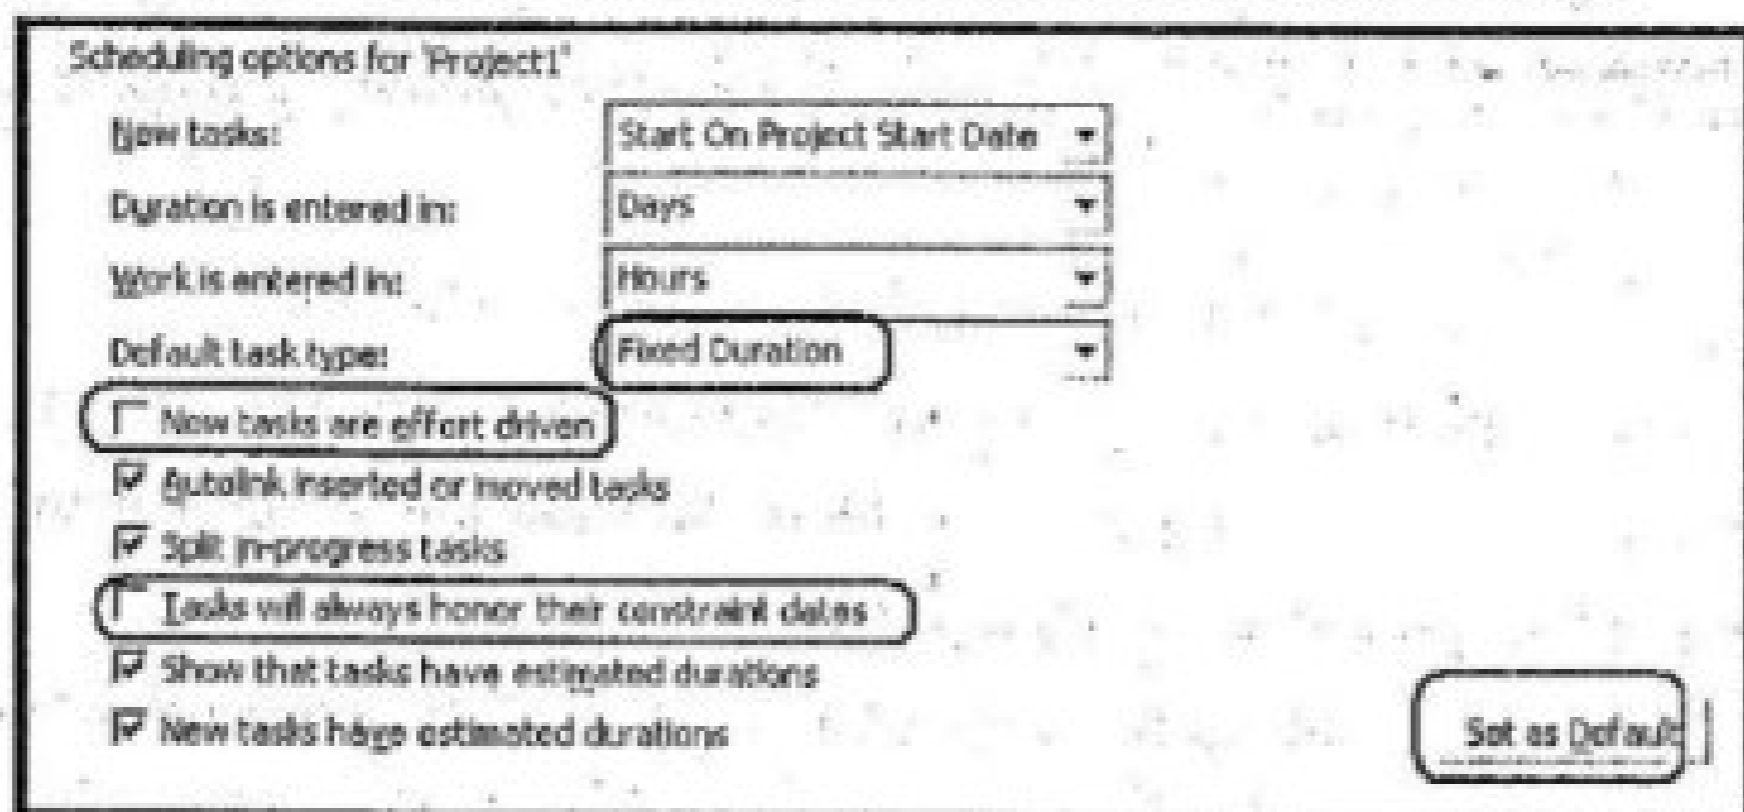 Scheduling options for 'Project1'
New tasks: Start On Project Start Date
Duration is entered in: Days
Work is entered in: Hours
Default task type: Fixed Duration
New tasks are effort driven
Autolink inserted or moved tasks
Split in-progress tasks
Tasks will always honor their constraint dates
Show that tasks have estimated durations
New tasks have estimated durations
Set as Default